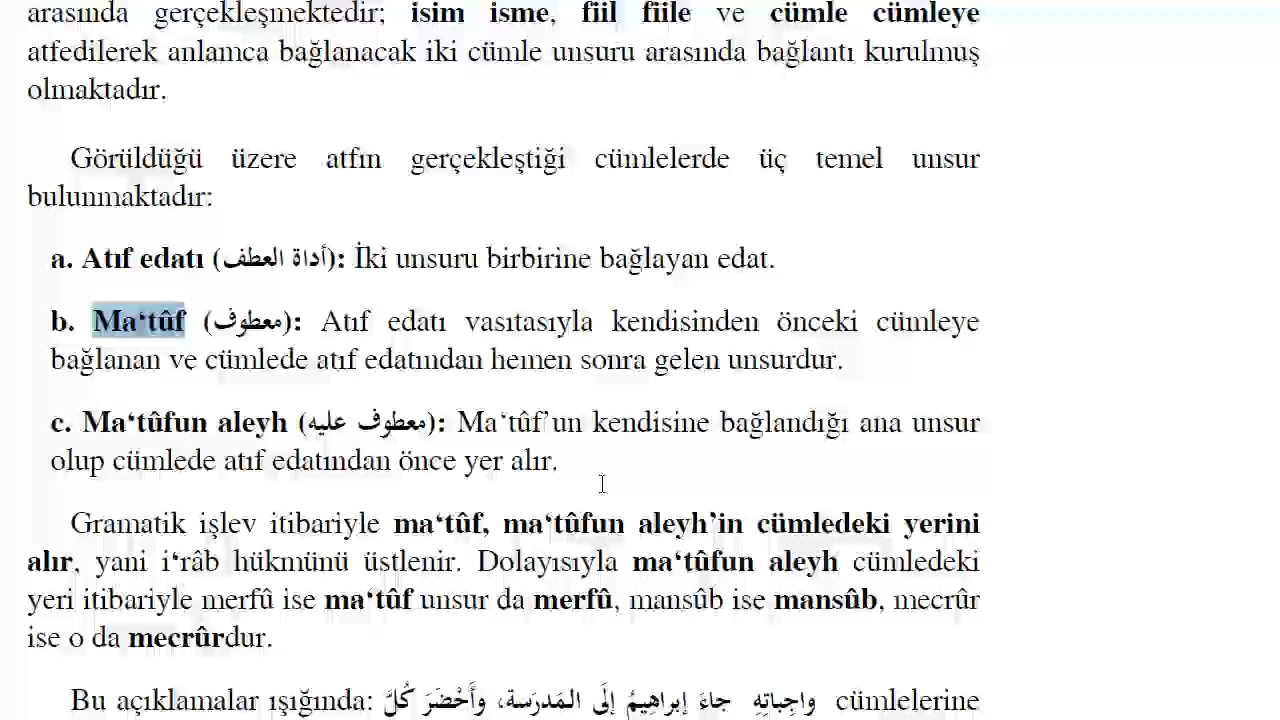 arasında gerçekleşmektedir; isim isme, fiil fiile ve cümle cümleye
atfedilerek anlamca bağlanacak iki cümle unsuru arasında bağlantı kurulmuş
olmaktadır.
Görüldüğü üzere atfın gerçekleştiği cümlelerde üç temel unsur
bulunmaktadır:
a. Atıf edatı (أداة العطف): İki unsuru birbirine bağlayan edat.
b. Ma‘tûf (معطوف): Atıf edatı vasıtasıyla kendisinden önceki cümleye
bağlanan ve cümlede atıf edatından hemen sonra gelen unsurdur.
c. Ma‘tûfun aleyh (معطوف عليه): Ma‘tûf’un kendisine bağlandığı ana unsur
olup cümlede atıf edatından önce yer alır.
Gramatik işlev itibariyle ma‘tûf, ma‘tûfun aleyh’in cümledeki yerini
alır, yani i‘râb hükmünü üstlenir. Dolayısıyla ma‘tûfun aleyh cümledeki
yeri itibariyle merfû ise ma‘tûf unsur da merfû, mansûb ise mansûb, mecrûr
ise o da mecrûrdur.
Bu açıklamalar ışığında: واجِباتِهِ جاءَ إبراهِيمُ إلَى المَدرَسة، وأَحْضَرَ كُلَّ cümlelerine